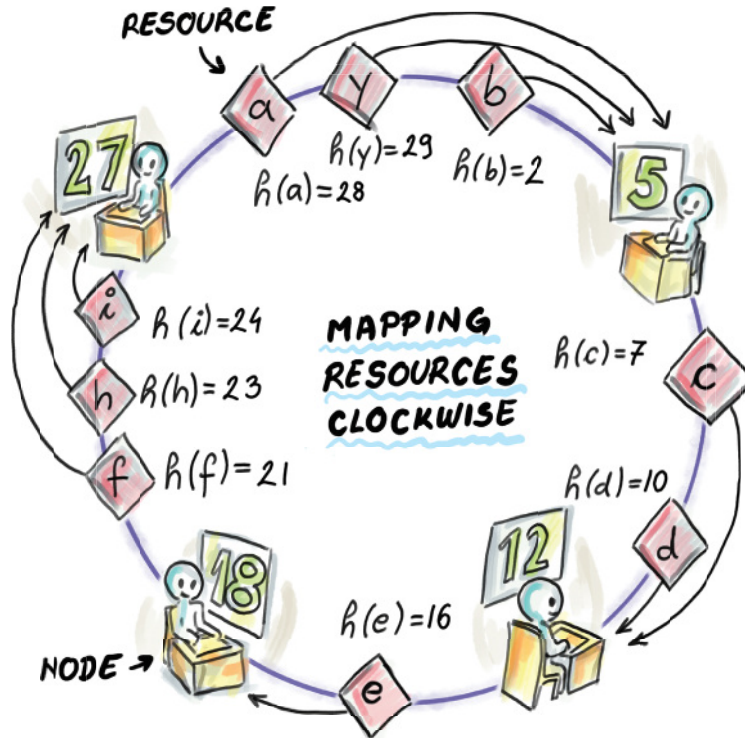 RESOURCE
a
y
b
h(y)=29
h(a)=28
h(b)=2
27
5
i
h(i)=24
MAPPING
RESOURCES
CLOCKWISE
h(c)=7
c
h
h(h)=23
f
h(f)=21
h(d)=10
d
18
12
h(e)=16
NODE
e